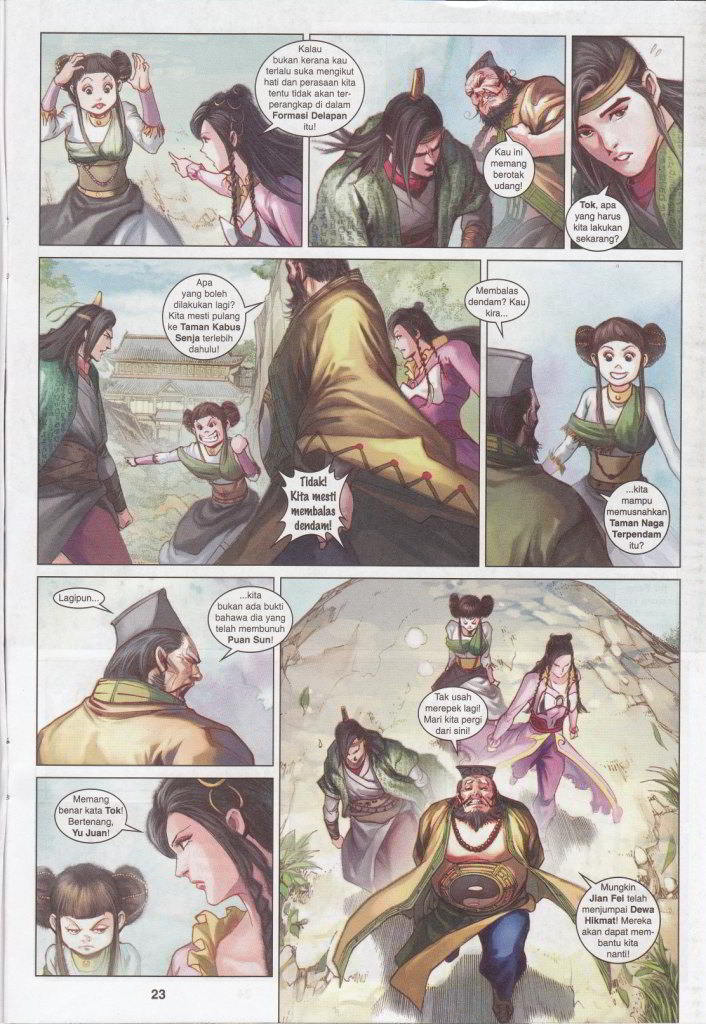 Kalau
bukan kerana kau
terlalu suka mengikut
hati dan perasaan kita
tentu tidak akan ter-
perangkap di dalam
Formasi Delapan
itu!
Kau ini
memang
berotak
udang!
Tok, apa
yang harus
kita lakukan
sekarang?
Apa
yang boleh
dilakukan lagi?
Kita mesti pulang
ke Taman Kabus
Senja terlebih
dahulu!
Tidak!
Kita mesti
membalas
dendam!
Membalas
dendam? Kau
kira...
...kita
mampu
memusnahkan
Taman Naga
Terpendam
itu?
Lagipun...
...kita
bukan ada bukti
bahawa dia yang
telah membunuh
Puan Sun!
Memang
benar kata Tok!
Bertenang,
Yu Juan!
Tak usah
merepek lagi!
Mari kita pergi
dari sini!
Mungkin
Jian Fei telah
menjumpai Dewa
Hikmat! Mereka
akan dapat mem-
bantu kita
nanti!
23